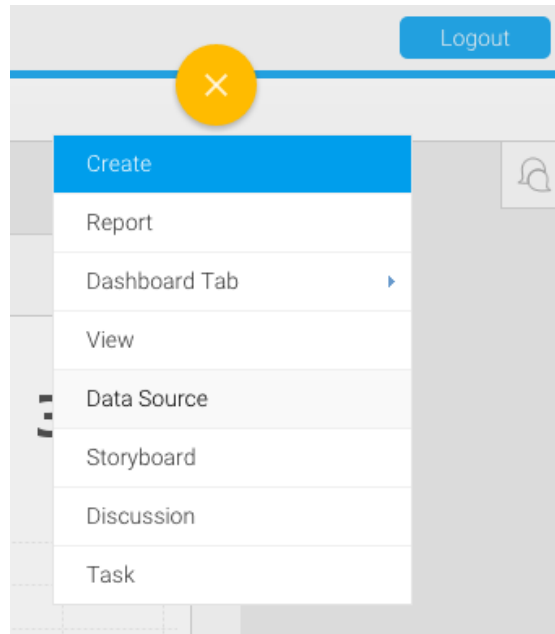 Logout
Create
Report
Dashboard Tab
View
Data Source
Storyboard
Discussion
Task